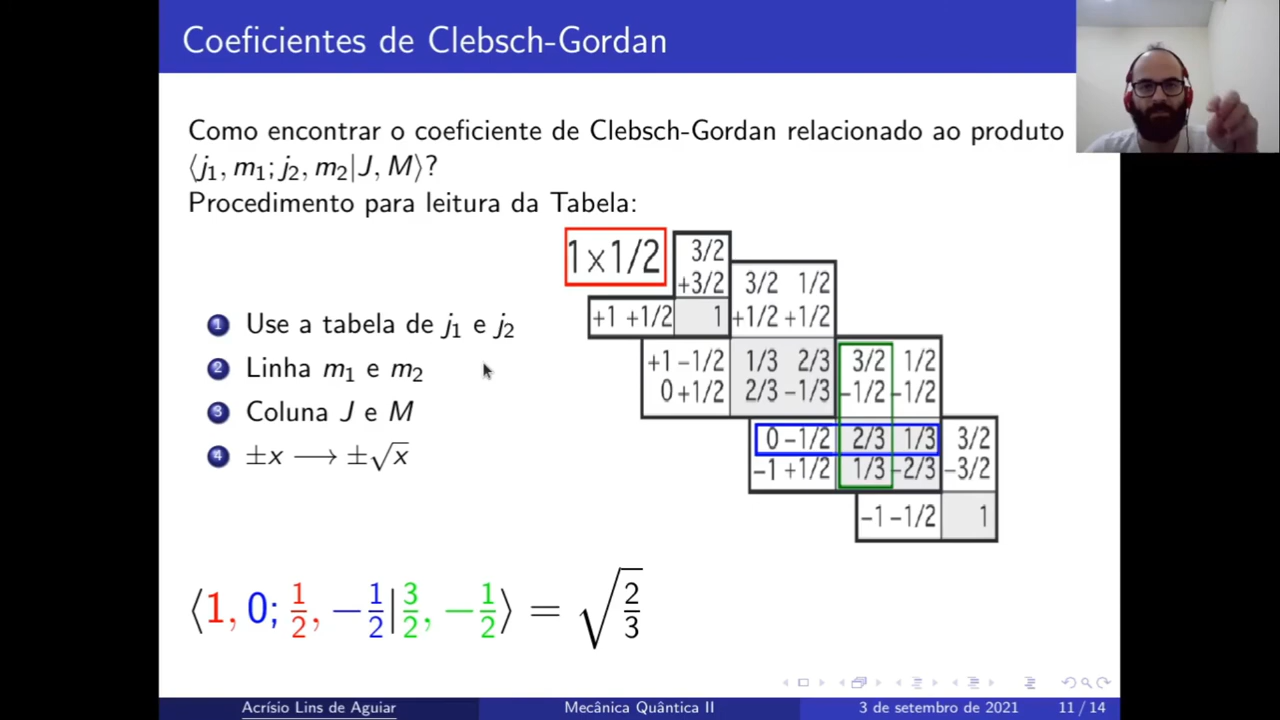 Coeficientes de Clebsch-Gordan
Como encontrar o coeficiente de Clebsch-Gordan relacionado ao produto
⟨j₁, m₁; j₂, m₂|J, M⟩?
Procedimento para leitura da Tabela:
1 Use a tabela de j₁ e j₂
2 Linha m₁ e m₂
3 Coluna J e M
4 ±x ⟶ ±√x
1×1/2
3/2
+3/2
3/2 1/2
+1 +1/2 1 +1/2 +1/2
+1 −1/2 1/3 2/3 3/2 1/2
0 +1/2 2/3 −1/3 −1/2 −1/2
0 −1/2 2/3 1/3 3/2
−1 +1/2 1/3 −2/3 −3/2
−1 −1/2 1
⟨1, 0; 1/2, −1/2|3/2, −1/2⟩ = √(2/3)
Acrísio Lins de Aguiar Mecânica Quântica II 3 de setembro de 2021 11 / 14